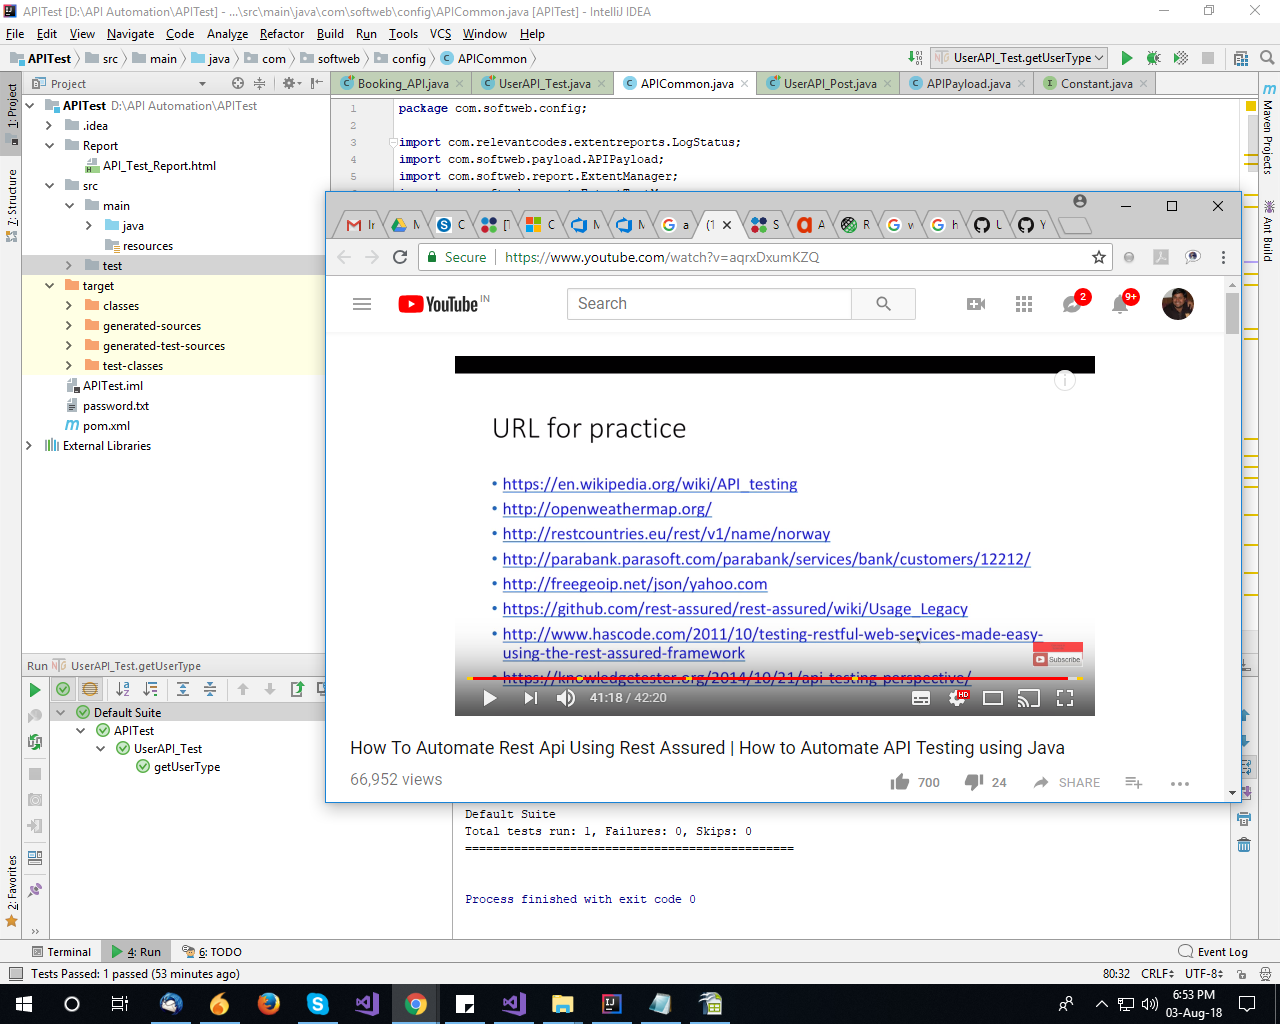 APITest [D:\API Automation\APITest] - ...\src\main\java\com\softweb\config\APICommon.java [APITest] - IntelliJ IDEA
File Edit View Navigate Code Analyze Refactor Build Run Tools VCS Window Help
APITest src main java com softweb config APICommon
UserAPI_Test.getUserType
Project
Booking_API.java UserAPI_Test.java APICommon.java UserAPI_Post.java APIPayload.java Constant.java
1: Project
7: Structure
2: Favorites
Maven Projects
Ant Build
APITest D:\API Automation\APITest
.idea
Report
API_Test_Report.html
src
main
java
resources
test
target
classes
generated-sources
generated-test-sources
test-classes
APITest.iml
password.txt
pom.xml
External Libraries
1 package com.softweb.config;
2
3 import com.relevantcodes.extentreports.LogStatus;
4 import com.softweb.payload.APIPayload;
5 import com.softweb.report.ExtentManager;
Secure https://www.youtube.com/watch?v=aqrxDxumKZQ
YouTube IN
Search
2
9+
URL for practice
• https://en.wikipedia.org/wiki/API_testing
• http://openweathermap.org/
• http://restcountries.eu/rest/v1/name/norway
• http://parabank.parasoft.com/parabank/services/bank/customers/12212/
• http://freegeoip.net/json/yahoo.com
• https://github.com/rest-assured/rest-assured/wiki/Usage_Legacy
• http://www.hascode.com/2011/10/testing-restful-web-services-made-easy-
using-the-rest-assured-framework
Subscribe
• https://knowledgetester.org/2014/10/21/api-testing-perspective/
41:18 / 42:20
HD
How To Automate Rest Api Using Rest Assured | How to Automate API Testing using Java
66,952 views
700 24 SHARE
Run UserAPI_Test.getUserType
Default Suite
APITest
UserAPI_Test
getUserType
Default Suite
Total tests run: 1, Failures: 0, Skips: 0
===============================================
Process finished with exit code 0
Terminal 4: Run 6: TODO Event Log
Tests Passed: 1 passed (53 minutes ago) 80:32 CRLF UTF-8
6:53 PM
03-Aug-18